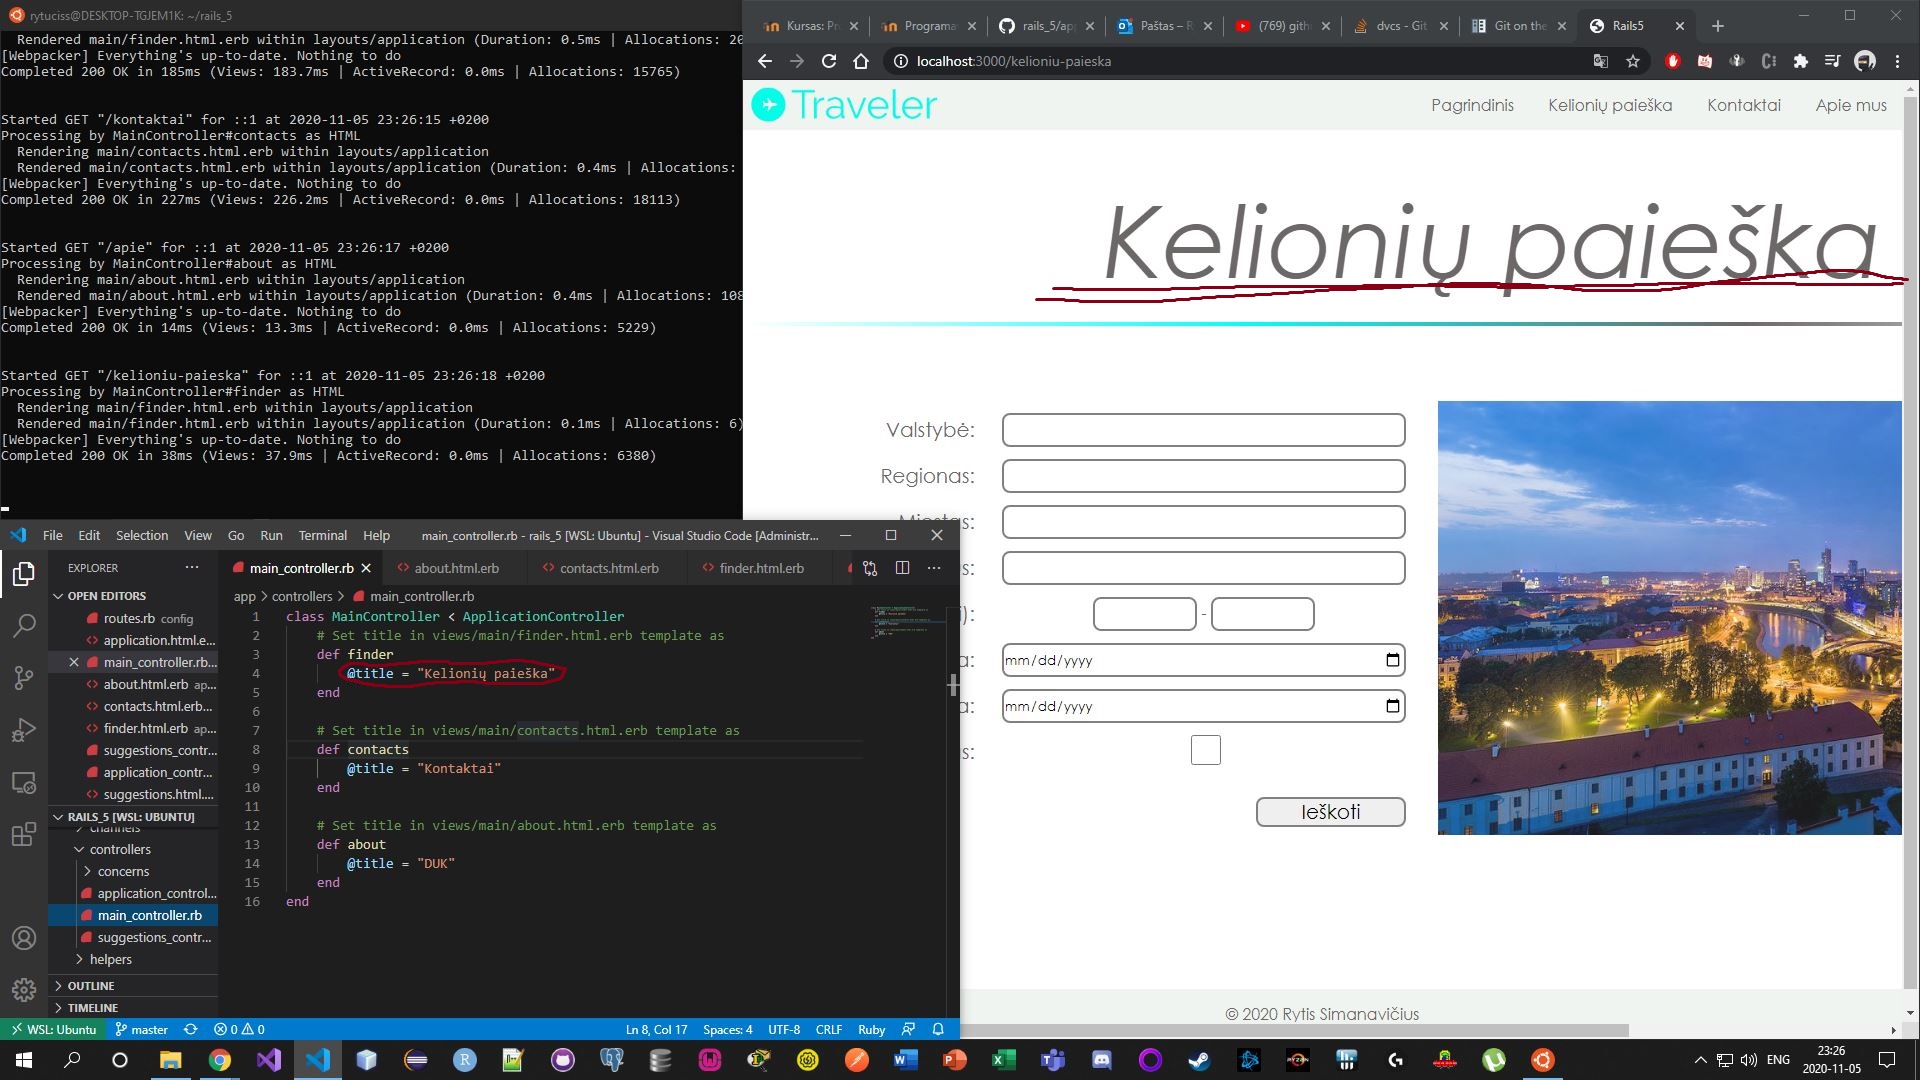 rytuciss@DESKTOP-TGJEM1K: ~/rails_5
Rendered main/finder.html.erb within layouts/application (Duration: 0.5ms | Allocations: 20
[Webpacker] Everything's up-to-date. Nothing to do
Completed 200 OK in 185ms (Views: 183.7ms | ActiveRecord: 0.0ms | Allocations: 15765)
Started GET "/kontaktai" for ::1 at 2020-11-05 23:26:15 +0200
Processing by MainController#contacts as HTML
Rendering main/contacts.html.erb within layouts/application
Rendered main/contacts.html.erb within layouts/application (Duration: 0.4ms | Allocations:
[Webpacker] Everything's up-to-date. Nothing to do
Completed 200 OK in 227ms (Views: 226.2ms | ActiveRecord: 0.0ms | Allocations: 18113)
Started GET "/apie" for ::1 at 2020-11-05 23:26:17 +0200
Processing by MainController#about as HTML
Rendering main/about.html.erb within layouts/application
Rendered main/about.html.erb within layouts/application (Duration: 0.4ms | Allocations: 108
[Webpacker] Everything's up-to-date. Nothing to do
Completed 200 OK in 14ms (Views: 13.3ms | ActiveRecord: 0.0ms | Allocations: 5229)
Started GET "/kelioniu-paieska" for ::1 at 2020-11-05 23:26:18 +0200
Processing by MainController#finder as HTML
Rendering main/finder.html.erb within layouts/application
Rendered main/finder.html.erb within layouts/application (Duration: 0.1ms | Allocations: 6)
[Webpacker] Everything's up-to-date. Nothing to do
Completed 200 OK in 38ms (Views: 37.9ms | ActiveRecord: 0.0ms | Allocations: 6380)
Kursas: Pr Programa rails_5/ap Paštas – R (769) gith dvcs - Git Git on the Rails5
localhost:3000/kelioniu-paieska
Traveler Pagrindinis Kelionių paieška Kontaktai Apie mus
Kelionių paieška
Valstybė:
Regionas:
s:
s:
): -
a: mm/dd/yyyy
a: mm/dd/yyyy
s:
Ieškoti
© 2020 Rytis Simanavičius
File Edit Selection View Go Run Terminal Help main_controller.rb - rails_5 [WSL: Ubuntu] - Visual Studio Code [Administr...
EXPLORER ...
OPEN EDITORS
routes.rb config
application.html.e...
main_controller.rb...
about.html.erb ap...
contacts.html.erb...
finder.html.erb ap...
suggestions_contr...
application_contr...
suggestions.html....
RAILS_5 [WSL: UBUNTU]
channels
controllers
concerns
application_control...
main_controller.rb
suggestions_contr...
helpers
OUTLINE
TIMELINE
main_controller.rb about.html.erb contacts.html.erb finder.html.erb
app > controllers > main_controller.rb
1 class MainController < ApplicationController
2 # Set title in views/main/finder.html.erb template as
3 def finder
4 @title = "Kelionių paieška"
5 end
6
7 # Set title in views/main/contacts.html.erb template as
8 def contacts
9 @title = "Kontaktai"
10 end
11
12 # Set title in views/main/about.html.erb template as
13 def about
14 @title = "DUK"
15 end
16 end
WSL: Ubuntu master 0 0 Ln 8, Col 17 Spaces: 4 UTF-8 CRLF Ruby
ENG 23:26
2020-11-05